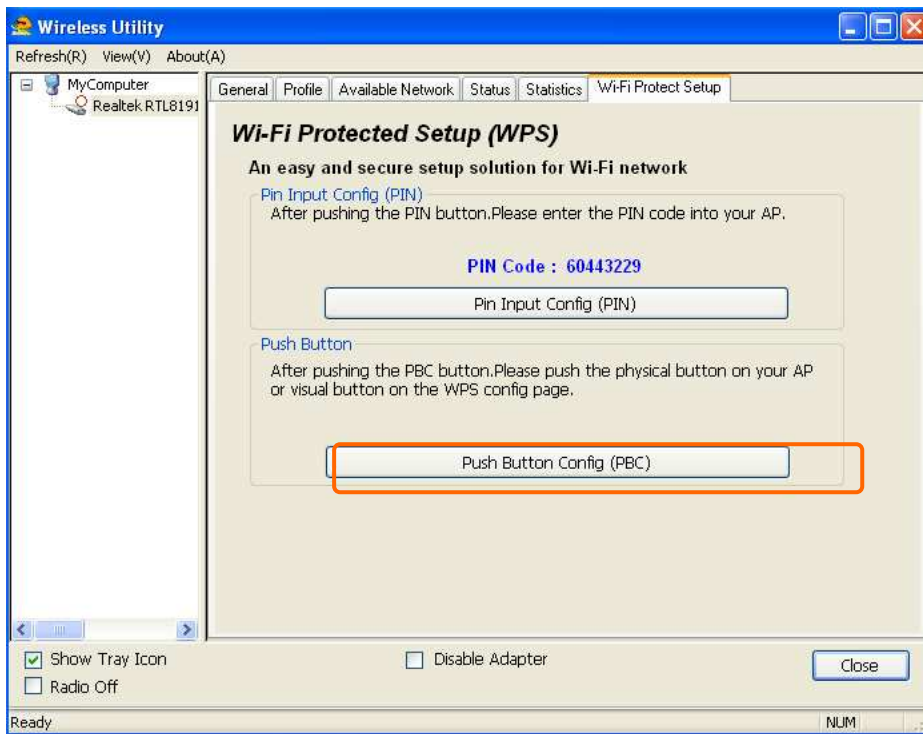 Wireless Utility
Refresh(R) View(V) About(A)
MyComputer
Realtek RTL8191
General Profile Available Network Status Statistics Wi-Fi Protect Setup
Wi-Fi Protected Setup (WPS)
An easy and secure setup solution for Wi-Fi network
Pin Input Config (PIN)
After pushing the PIN button.Please enter the PIN code into your AP.
PIN Code : 60443229
Pin Input Config (PIN)
Push Button
After pushing the PBC button.Please push the physical button on your AP
or visual button on the WPS config page.
Push Button Config (PBC)
Show Tray Icon
Disable Adapter
Close
Radio Off
Ready
NUM